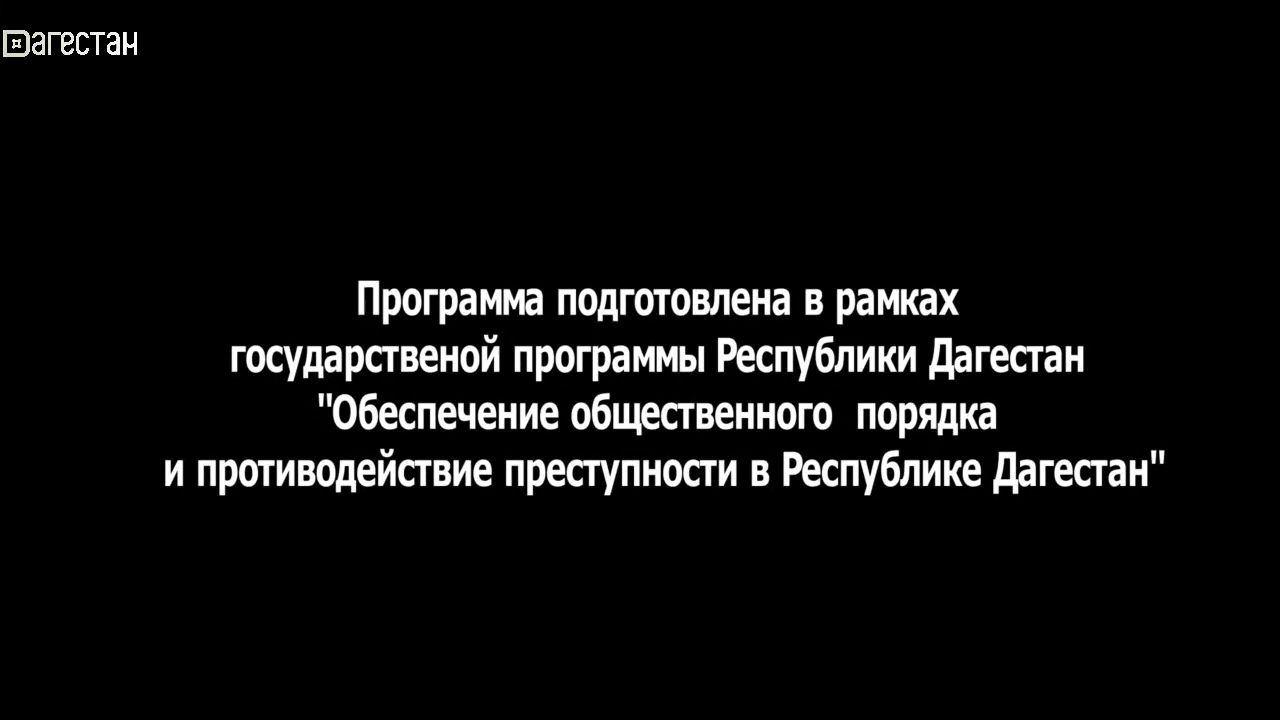 Дагестан
Программа подготовлена в рамках
государственой программы Республики Дагестан
"Обеспечение общественного  порядка
и противодействие преступности в Республике Дагестан"